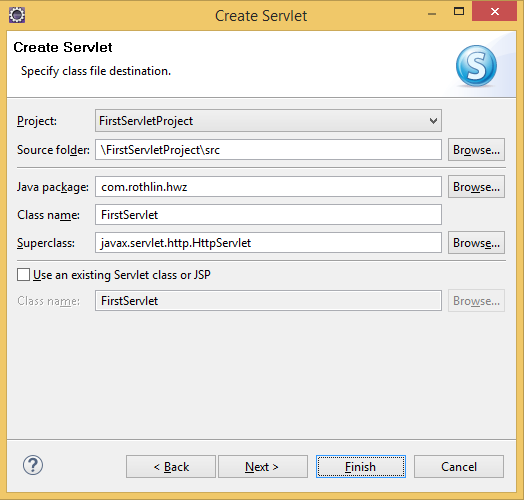 Create Servlet
Create Servlet
Specify class file destination.
S
Project: FirstServletProject
Source folder: \FirstServletProject\src Browse...
Java package: com.rothlin.hwz Browse...
Class name: FirstServlet
Superclass: javax.servlet.http.HttpServlet Browse...
Use an existing Servlet class or JSP
Class name: FirstServlet Browse...
? < Back Next > Finish Cancel